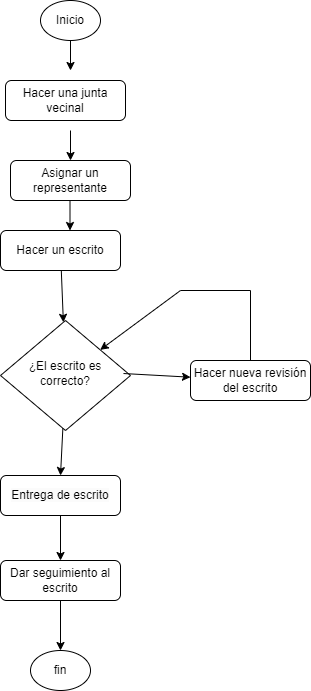 Inicio
Hacer una junta
vecinal
Asignar un
representante
Hacer un escrito
¿El escrito es
correcto?
Hacer nueva revisión
del escrito
Entrega de escrito
Dar seguimiento al
escrito
fin